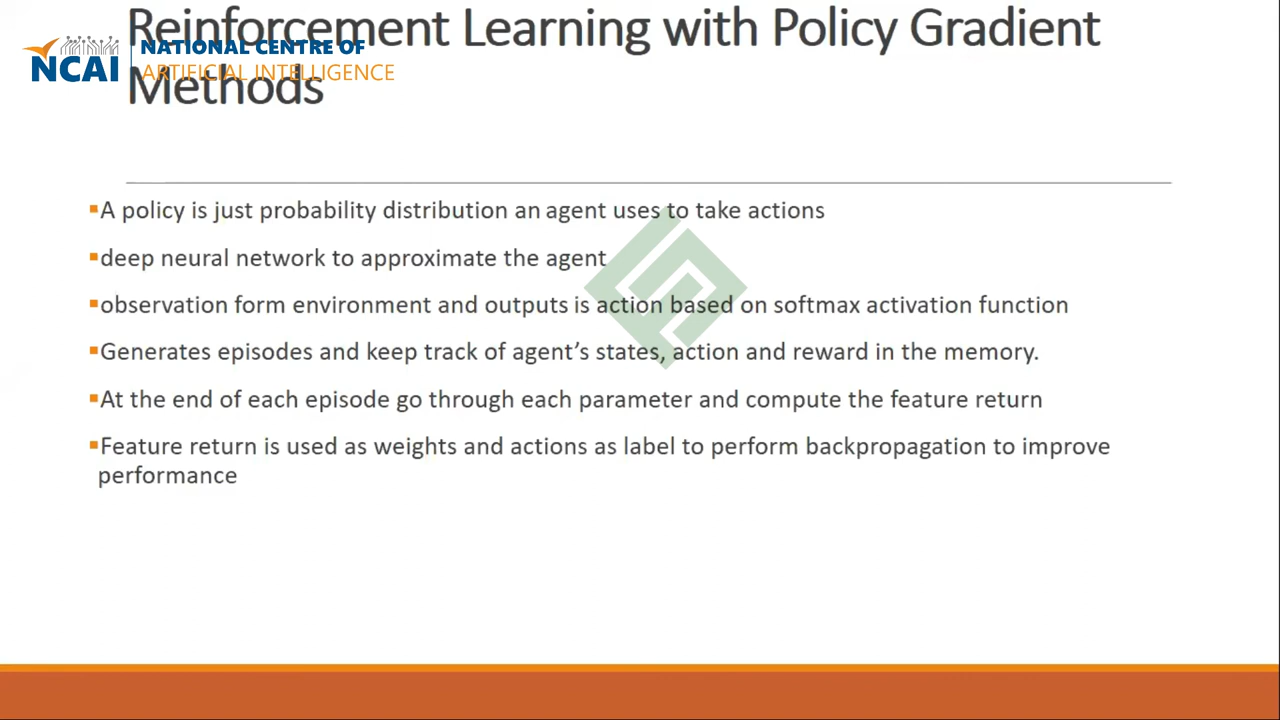 Reinforcement Learning with Policy Gradient
Methods
NCAI
NATIONAL CENTRE OF
ARTIFICIAL INTELLIGENCE
▪A policy is just probability distribution an agent uses to take actions
▪deep neural network to approximate the agent
▪observation form environment and outputs is action based on softmax activation function
▪Generates episodes and keep track of agent’s states, action and reward in the memory.
▪At the end of each episode go through each parameter and compute the feature return
▪Feature return is used as weights and actions as label to perform backpropagation to improve
performance